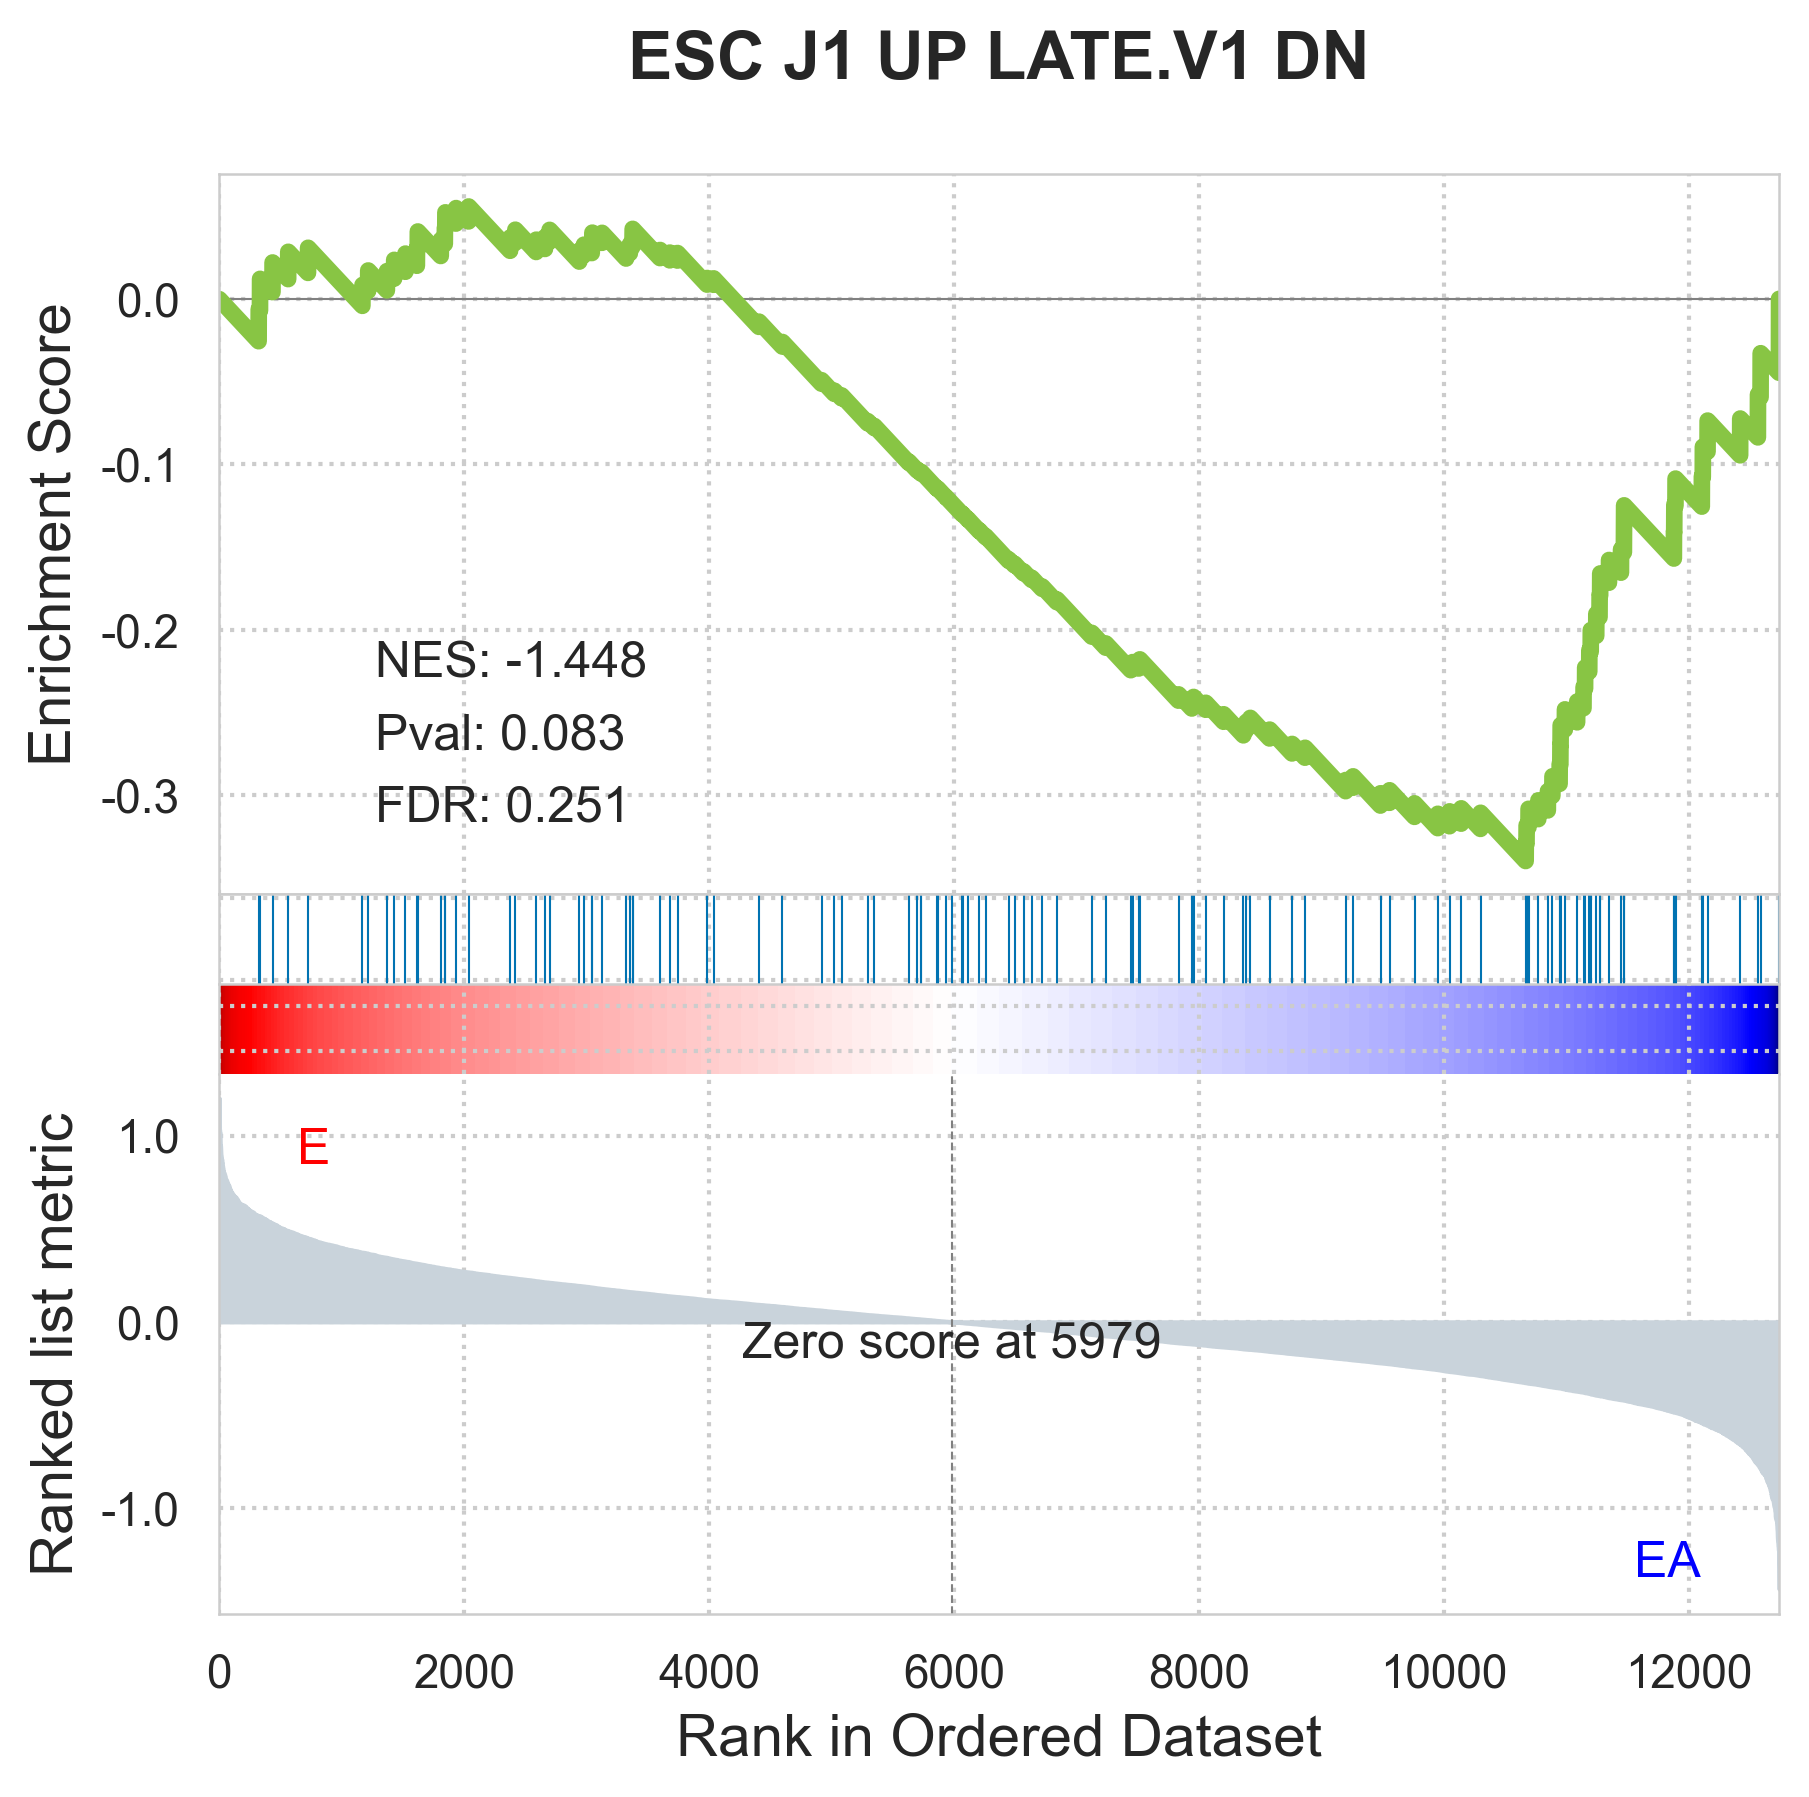 ESC J1 UP LATE.V1 DN
Enrichment Score
0.0
-0.1
-0.2
-0.3
NES: -1.448
Pval: 0.083
FDR: 0.251
Ranked list metric
1.0
0.0
-1.0
E
Zero score at 5979
EA
0 2000 4000 6000 8000 10000 12000
Rank in Ordered Dataset